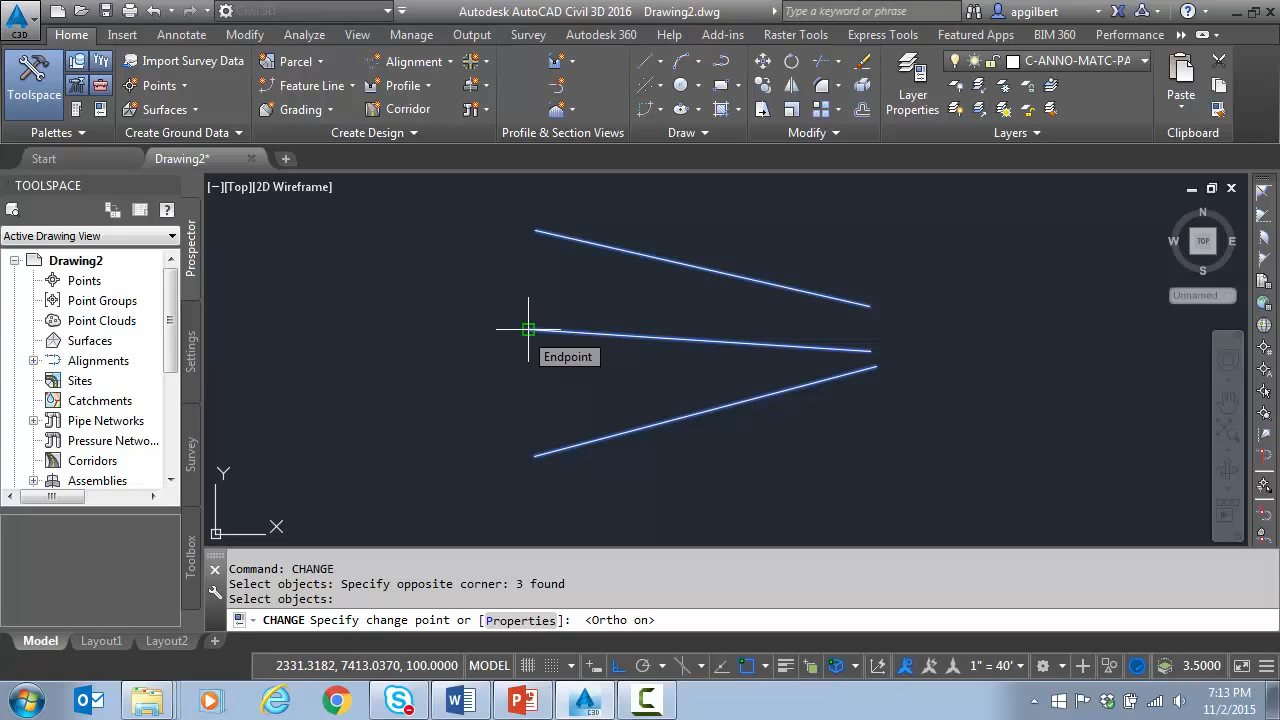 C3D
Civil 3D
Autodesk AutoCAD Civil 3D 2016 Drawing2.dwg
Type a keyword or phrase
apgilbert
Home Insert Annotate Modify Analyze View Manage Output Survey Autodesk 360 Help Add-ins Raster Tools Express Tools Featured Apps BIM 360 Performance
Toolspace
Import Survey Data
Points
Surfaces
Parcel
Feature Line
Grading
Alignment
Profile
Corridor
Layer
Properties
C-ANNO-MATC-PA
Paste
Palettes Create Ground Data Create Design Profile & Section Views Draw Modify Layers Clipboard
Start Drawing2*
TOOLSPACE
Active Drawing View
Drawing2
Points
Point Groups
Point Clouds
Surfaces
Alignments
Sites
Catchments
Pipe Networks
Pressure Netwo...
Corridors
Assemblies
Prospector
Settings
Survey
Toolbox
[−][Top][2D Wireframe]
N
W TOP E
S
Unnamed
Endpoint
Y
X
Command: CHANGE
Select objects: Specify opposite corner: 3 found
Select objects:
CHANGE Specify change point or [Properties]: <Ortho on>
Model Layout1 Layout2 +
2331.3182, 7413.0370, 100.0000 MODEL 1" = 40' 3.5000
7:13 PM
11/2/2015